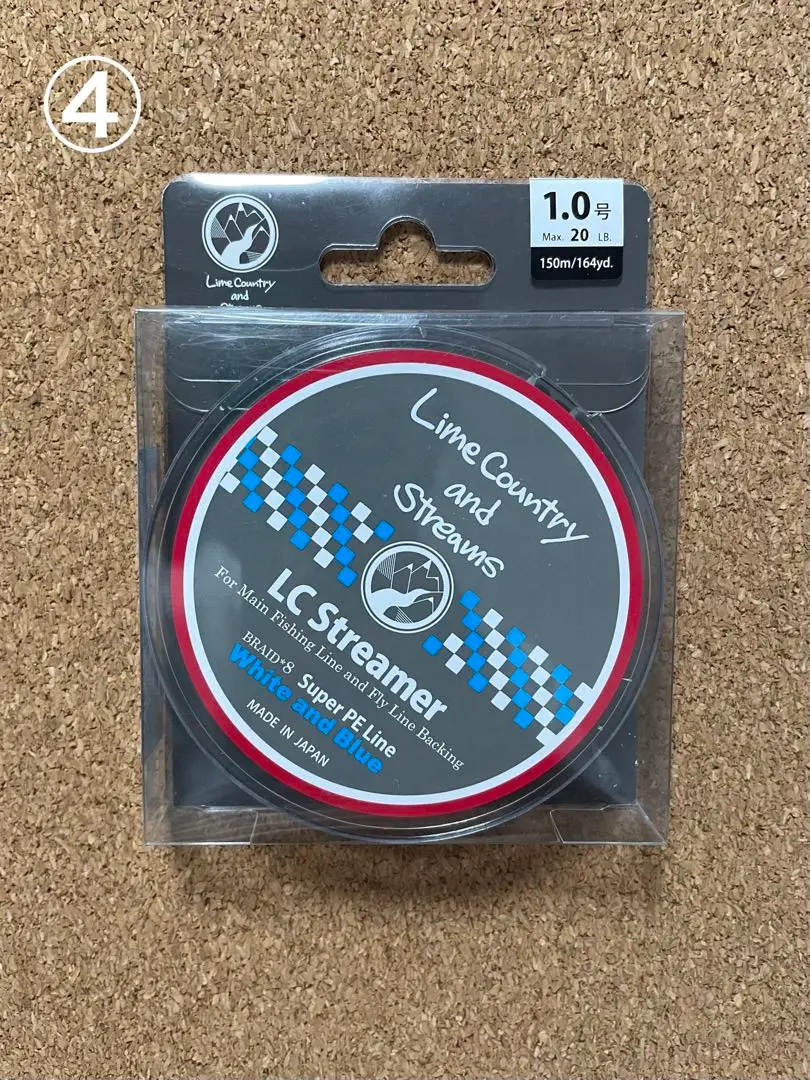 ④
1.0号
Max. 20 LB.
150m/164yd.
Lime Country
and
Lime Country
and
Streams
LC Streamer
For Main Fishing Line and Fly Line Backing
BRAID*8 Super PE Line
White and Blue
MADE IN JAPAN